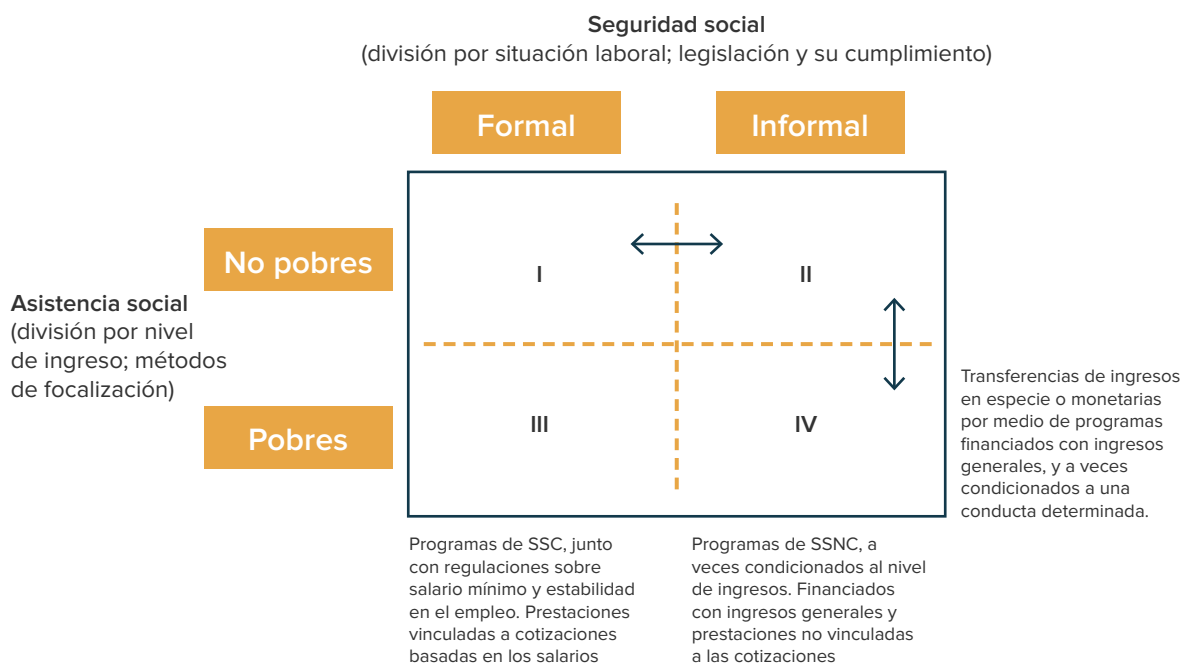 Seguridad social
(división por situación laboral; legislación y su cumplimiento)
Formal
Informal
No pobres
I
II
Asistencia social
(división por nivel
de ingreso; métodos
de focalización)
Pobres
III
IV
Transferencias de ingresos
en especie o monetarias
por medio de programas
financiados con ingresos
generales, y a veces
condicionados a una
conducta determinada.
Programas de SSC, junto
con regulaciones sobre
salario mínimo y estabilidad
en el empleo. Prestaciones
vinculadas a cotizaciones
basadas en los salarios
Programas de SSNC, a
veces condicionados al nivel
de ingresos. Financiados
con ingresos generales y
prestaciones no vinculadas
a las cotizaciones